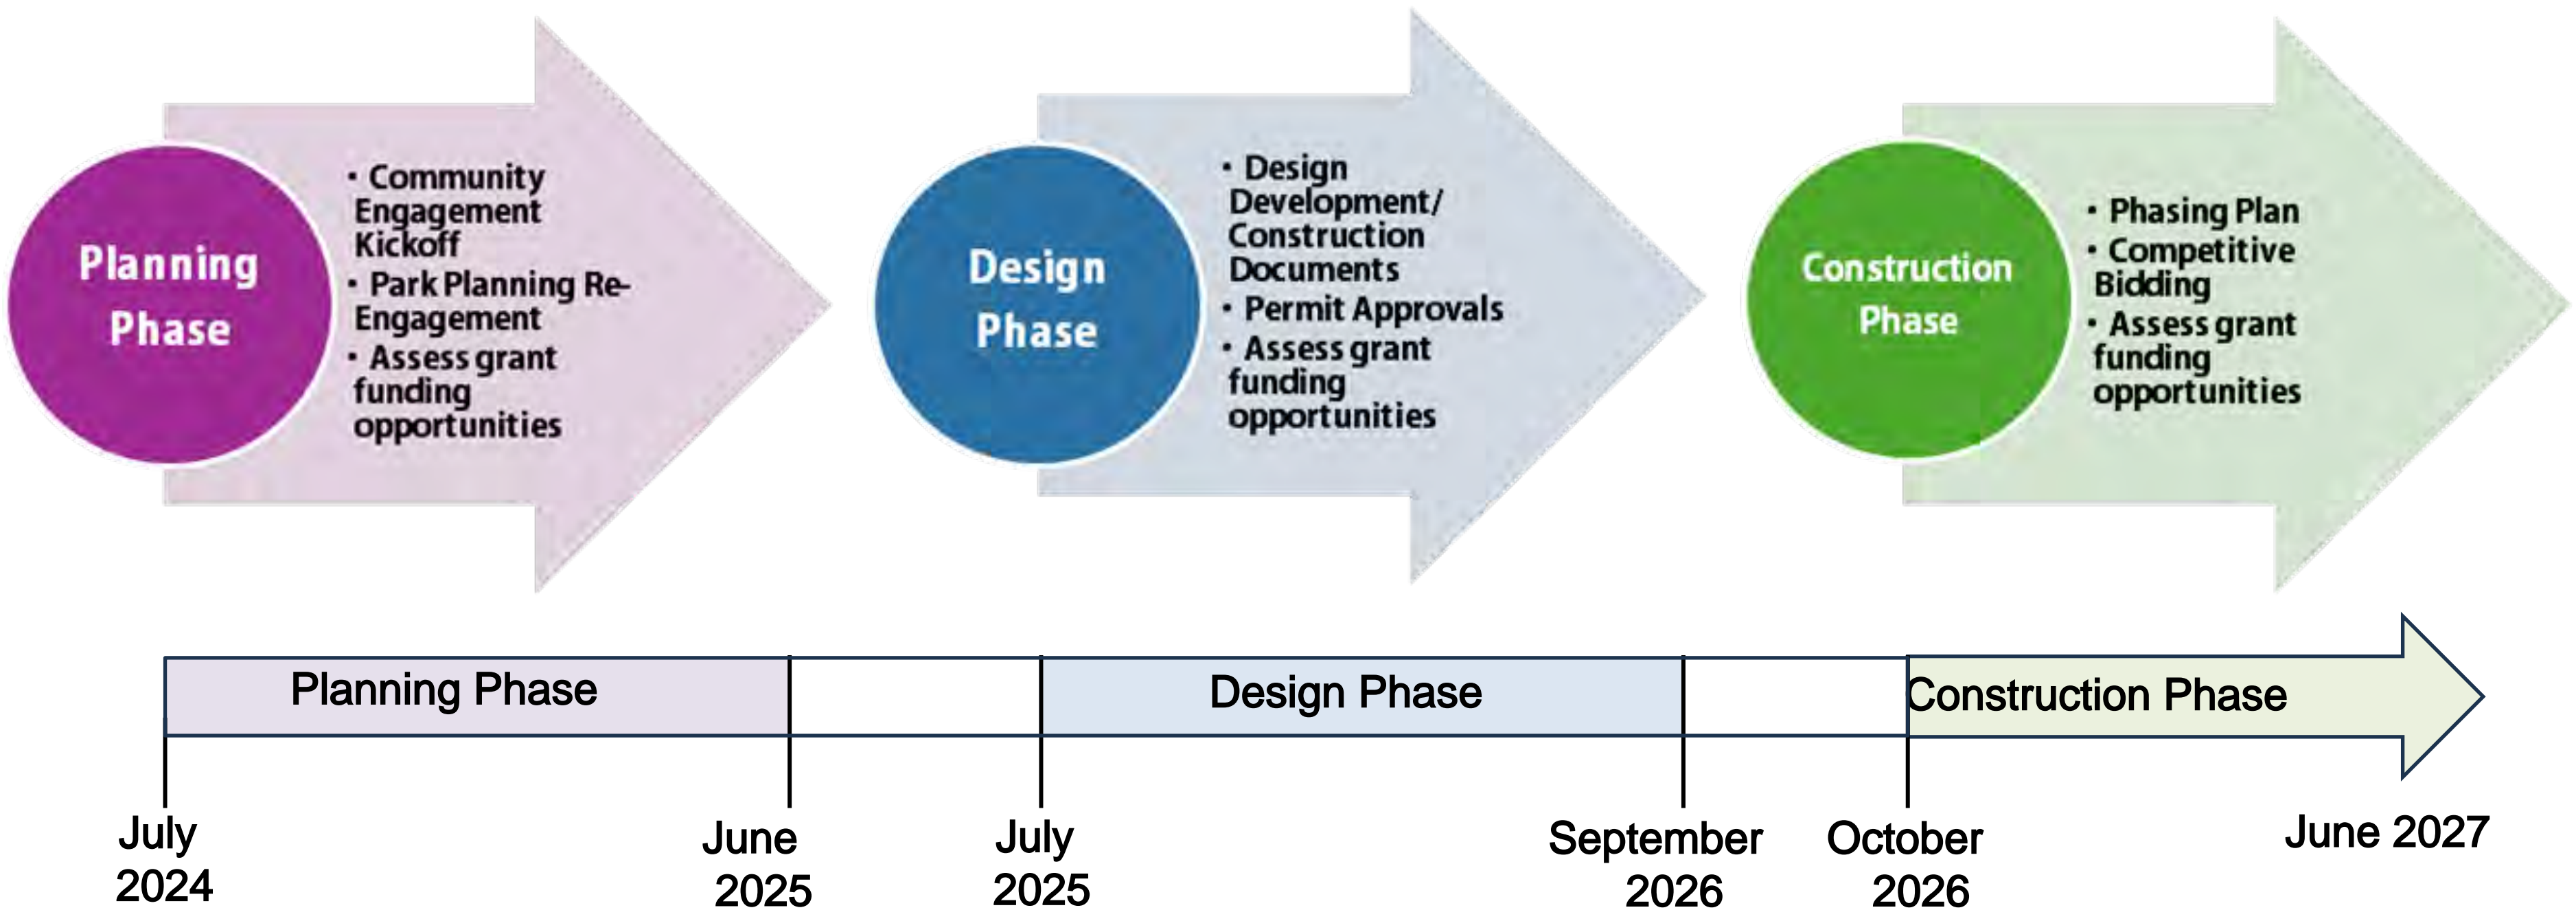 Planning
Phase
• Community
Engagement
Kickoff
• Park Planning Re-
Engagement
• Assess grant
funding
opportunities
Design
Phase
• Design
Development/
Construction
Documents
• Permit Approvals
• Assess grant
funding
opportunities
Construction
Phase
• Phasing Plan
• Competitive
Bidding
• Assess grant
funding
opportunities
Planning Phase
Design Phase
Construction Phase
July
2024
June
2025
July
2025
September
2026
October
2026
June 2027